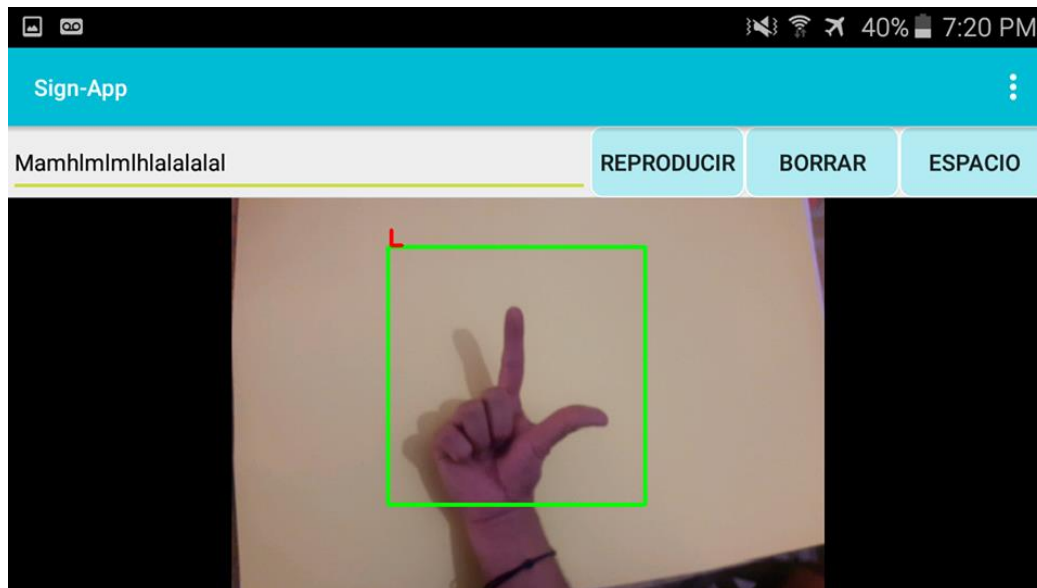 40% 7:20 PM
Sign-App
Mamhlmlmlhlalalalal REPRODUCIR BORRAR ESPACIO
L